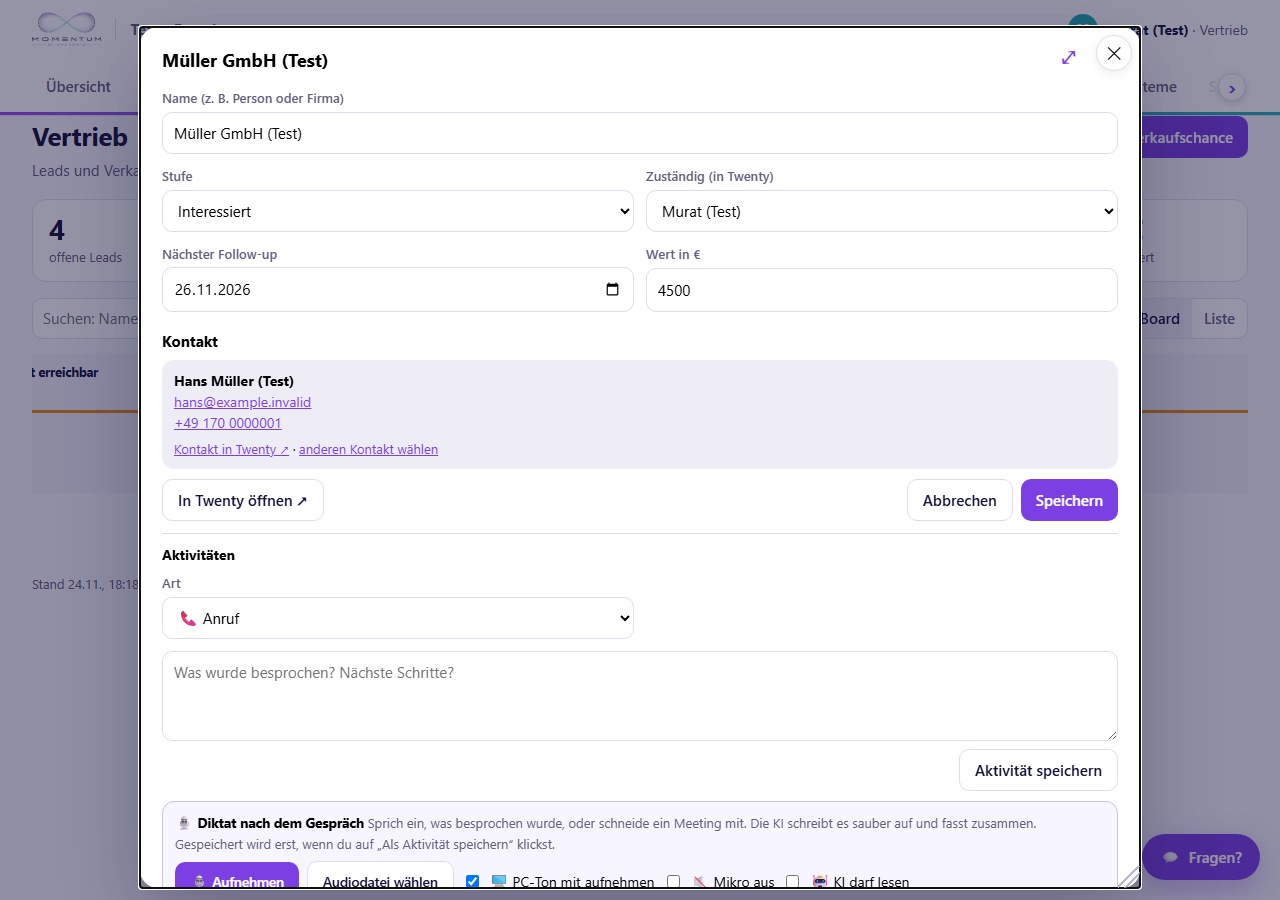 MOMENTUM
Müller GmbH (Test)
t (Test) · Vertrieb
Übersicht
teme
Vertrieb
erkaufschance
Leads und Verka
4
offene Leads
ert
Suchen: Name
Board
Liste
t erreichbar
Stand 24.11., 18:18
Name (z. B. Person oder Firma)
Müller GmbH (Test)
Stufe
Zuständig (in Twenty)
Interessiert
Murat (Test)
Nächster Follow-up
Wert in €
26.11.2026
4500
Kontakt
Hans Müller (Test)
hans@example.invalid
+49 170 0000001
Kontakt in Twenty ↗ · anderen Kontakt wählen
In Twenty öffnen ↗
Abbrechen
Speichern
Aktivitäten
Art
Anruf
Was wurde besprochen? Nächste Schritte?
Aktivität speichern
Diktat nach dem Gespräch Sprich ein, was besprochen wurde, oder schneide ein Meeting mit. Die KI schreibt es sauber auf und fasst zusammen.
Gespeichert wird erst, wenn du auf „Als Aktivität speichern“ klickst.
Aufnehmen
Audiodatei wählen
PC-Ton mit aufnehmen
Mikro aus
KI darf lesen
Fragen?